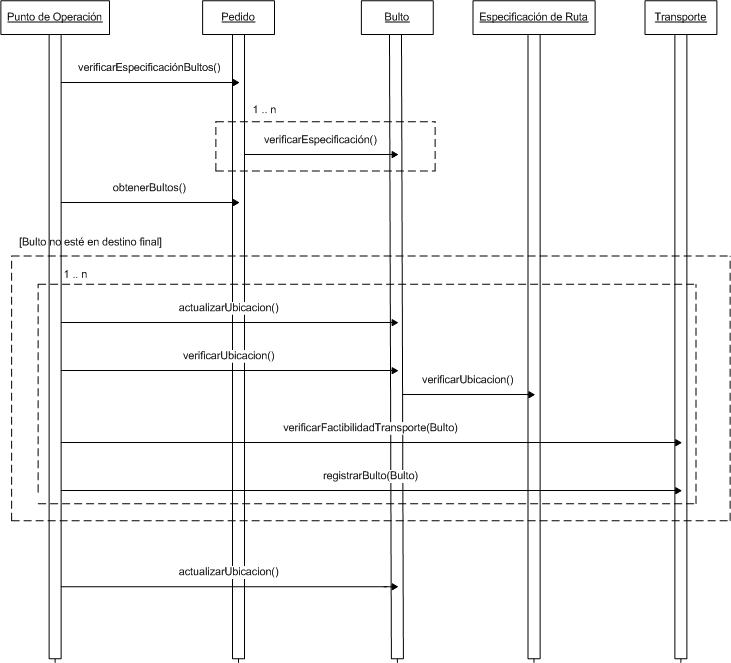 Punto de Operación
Pedido
Bulto
Especificación de Ruta
Transporte
verificarEspecificaciónBultos()
1 .. n
verificarEspecificación()
obtenerBultos()
[Bulto no esté en destino final]
1 .. n
actualizarUbicacion()
verificarUbicacion()
verificarUbicacion()
verificarFactibilidadTransporte(Bulto)
registrarBulto(Bulto)
actualizarUbicacion()